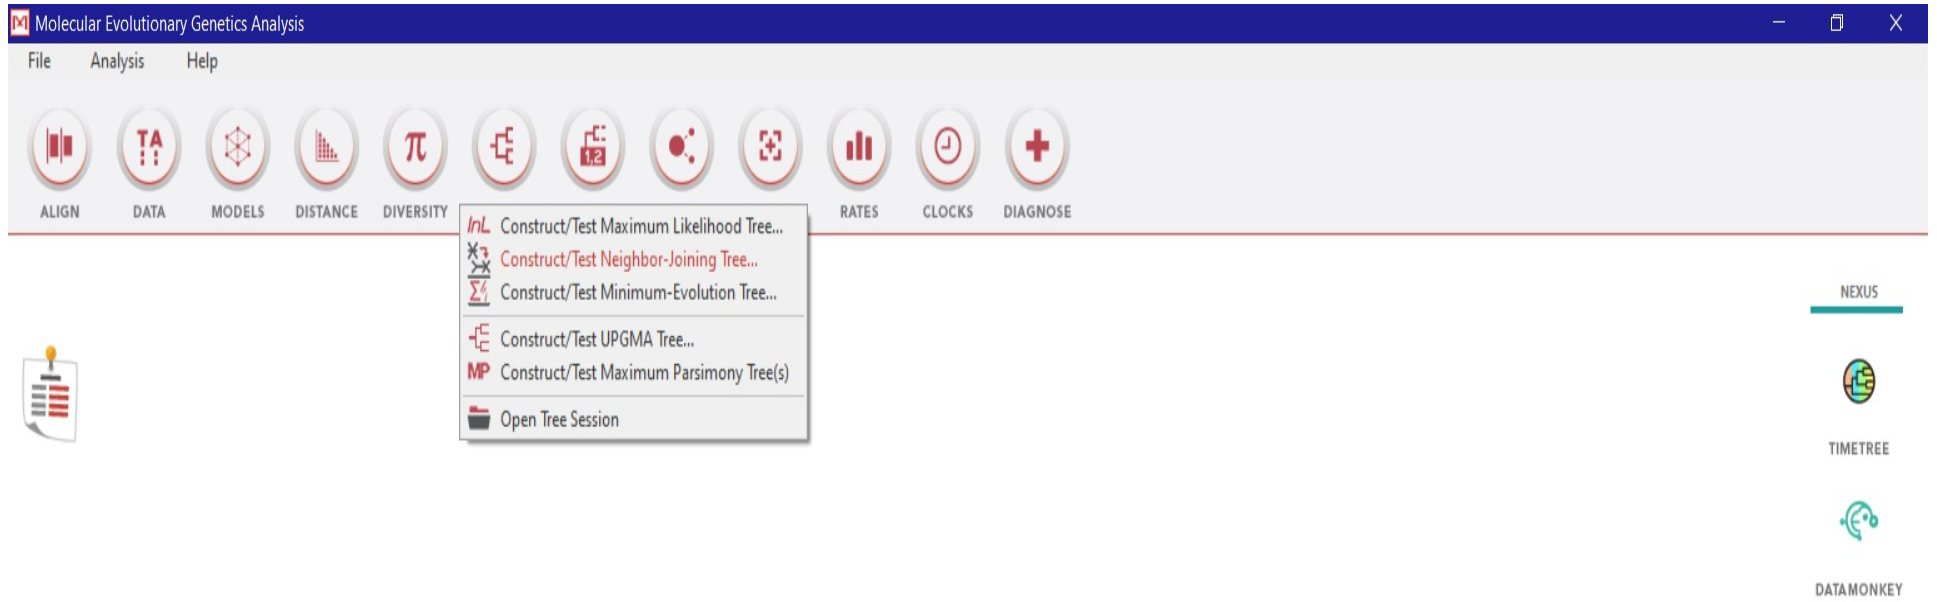 M Molecular Evolutionary Genetics Analysis
File Analysis Help
TA
π
1,2
ALIGN DATA MODELS DISTANCE DIVERSITY RATES CLOCKS DIAGNOSE
lnL Construct/Test Maximum Likelihood Tree...
Construct/Test Neighbor-Joining Tree...
Construct/Test Minimum-Evolution Tree...
Construct/Test UPGMA Tree...
MP Construct/Test Maximum Parsimony Tree(s)
Open Tree Session
NEXUS
TIMETREE
DATAMONKEY